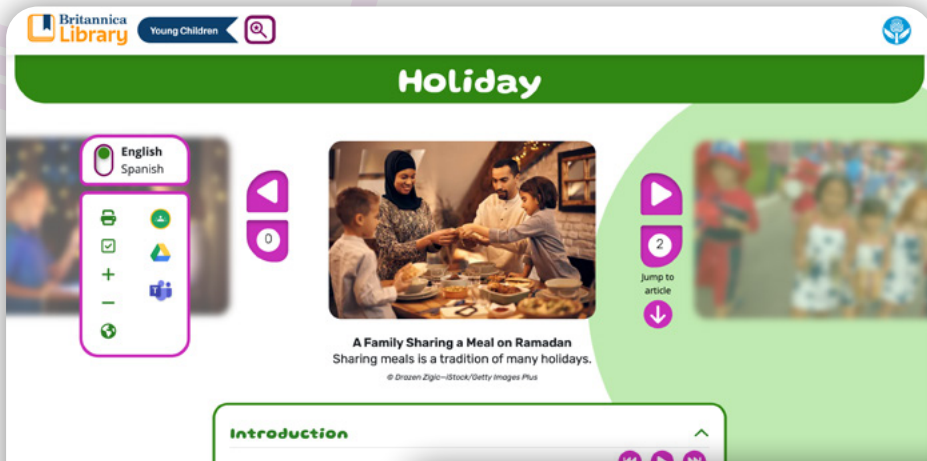 Britannica
Library
Young Children
Holiday
English
Spanish
0
2
Jump to
article
A Family Sharing a Meal on Ramadan
Sharing meals is a tradition of many holidays.
© Drazen Zigic—iStock/Getty Images Plus
Introduction